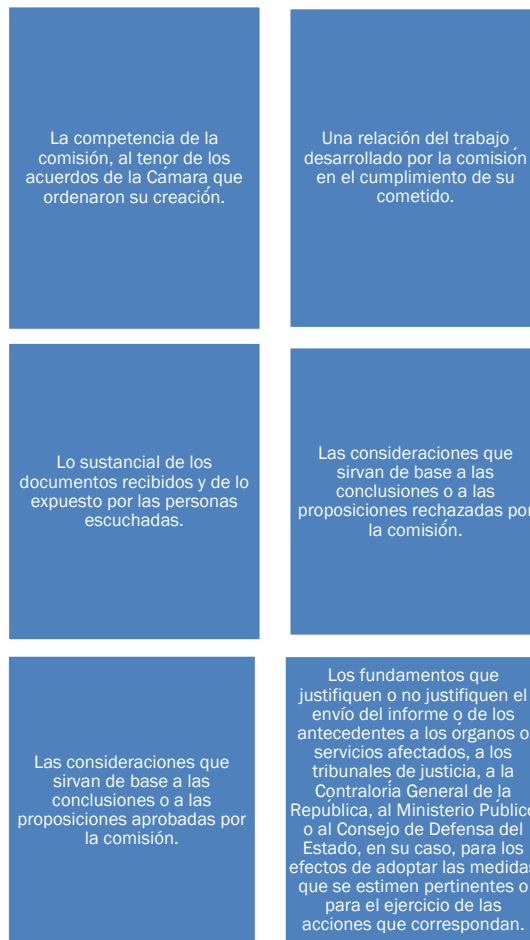 La competencia de la
comisión, al tenor de los
acuerdos de la Cámara que
ordenaron su creación.
Una relación del trabajo
desarrollado por la comisión
en el cumplimiento de su
cometido.
Lo sustancial de los
documentos recibidos y de lo
expuesto por las personas
escuchadas.
Las consideraciones que
sirvan de base a las
conclusiones o a las
proposiciones rechazadas por
la comisión.
Las consideraciones que
sirvan de base a las
conclusiones o a las
proposiciones aprobadas por
la comisión.
Los fundamentos que
justifiquen o no justifiquen el
envío del informe o de los
antecedentes a los órganos o
servicios afectados, a los
tribunales de justicia, a la
Contraloría General de la
República, al Ministerio Público
o al Consejo de Defensa del
Estado, en su caso, para los
efectos de adoptar las medidas
que se estimen pertinentes o
para el ejercicio de las
acciones que correspondan.